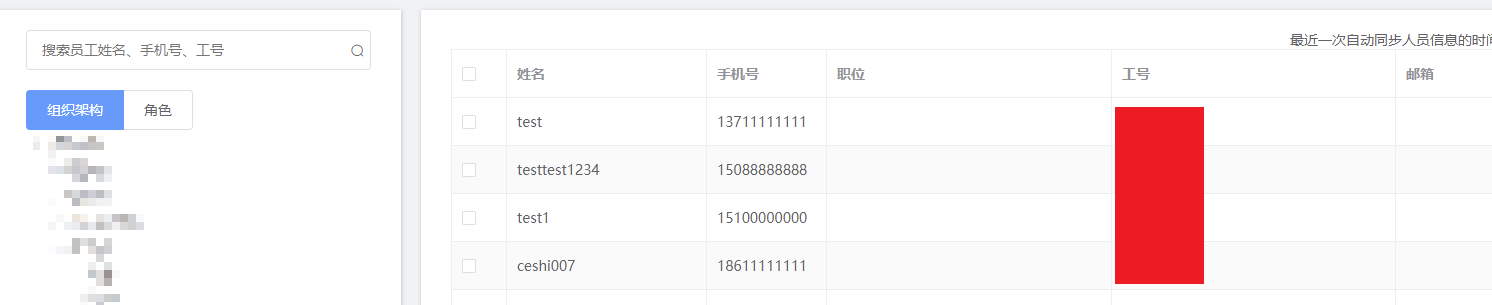 搜索员工姓名、手机号、工号
组织架构 角色
最近一次自动同步人员信息的时间
姓名 手机号 职位 工号 邮箱
test 13711111111
testtest1234 15088888888
test1 15100000000
ceshi007 18611111111